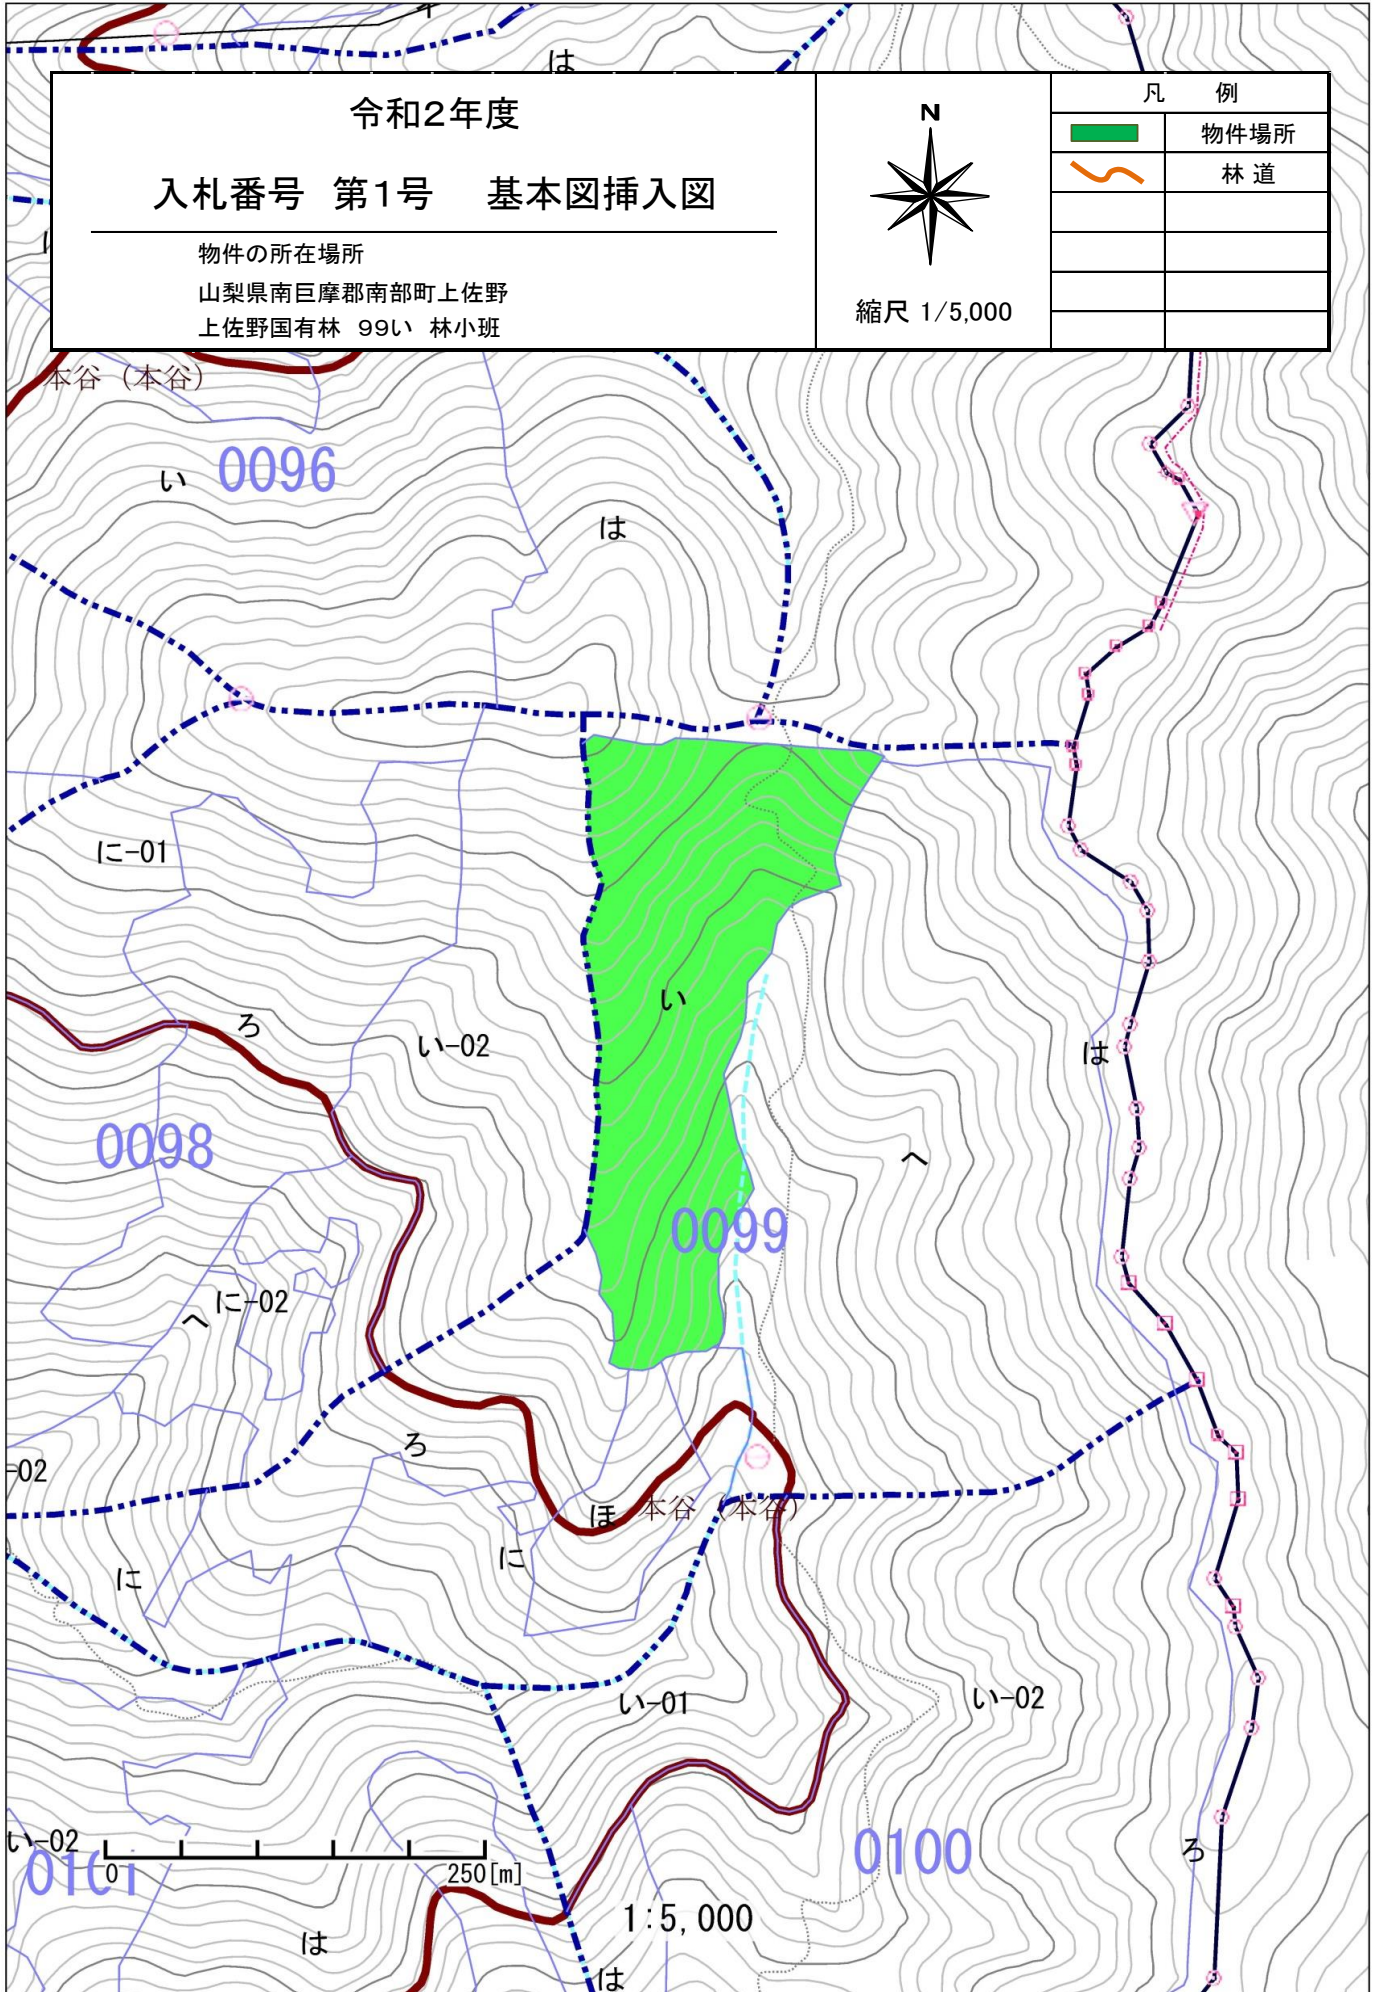 は
令和2年度
入札番号 第1号 基本図挿入図
物件の所在場所
山梨県南巨摩郡南部町上佐野
上佐野国有林 99い 林小班
N
縮尺 1/5,000
凡 例
物件場所
林 道
本谷（本谷）
0096
い
は
に-01
い
ろ
い-02
は
0098
へ
0099
に-02
へ
ろ
-02
ほ
本谷（本谷）
に
に
い-01
い-02
い-02
0101
0
250[m]
0100
ろ
1:5,000
は
は